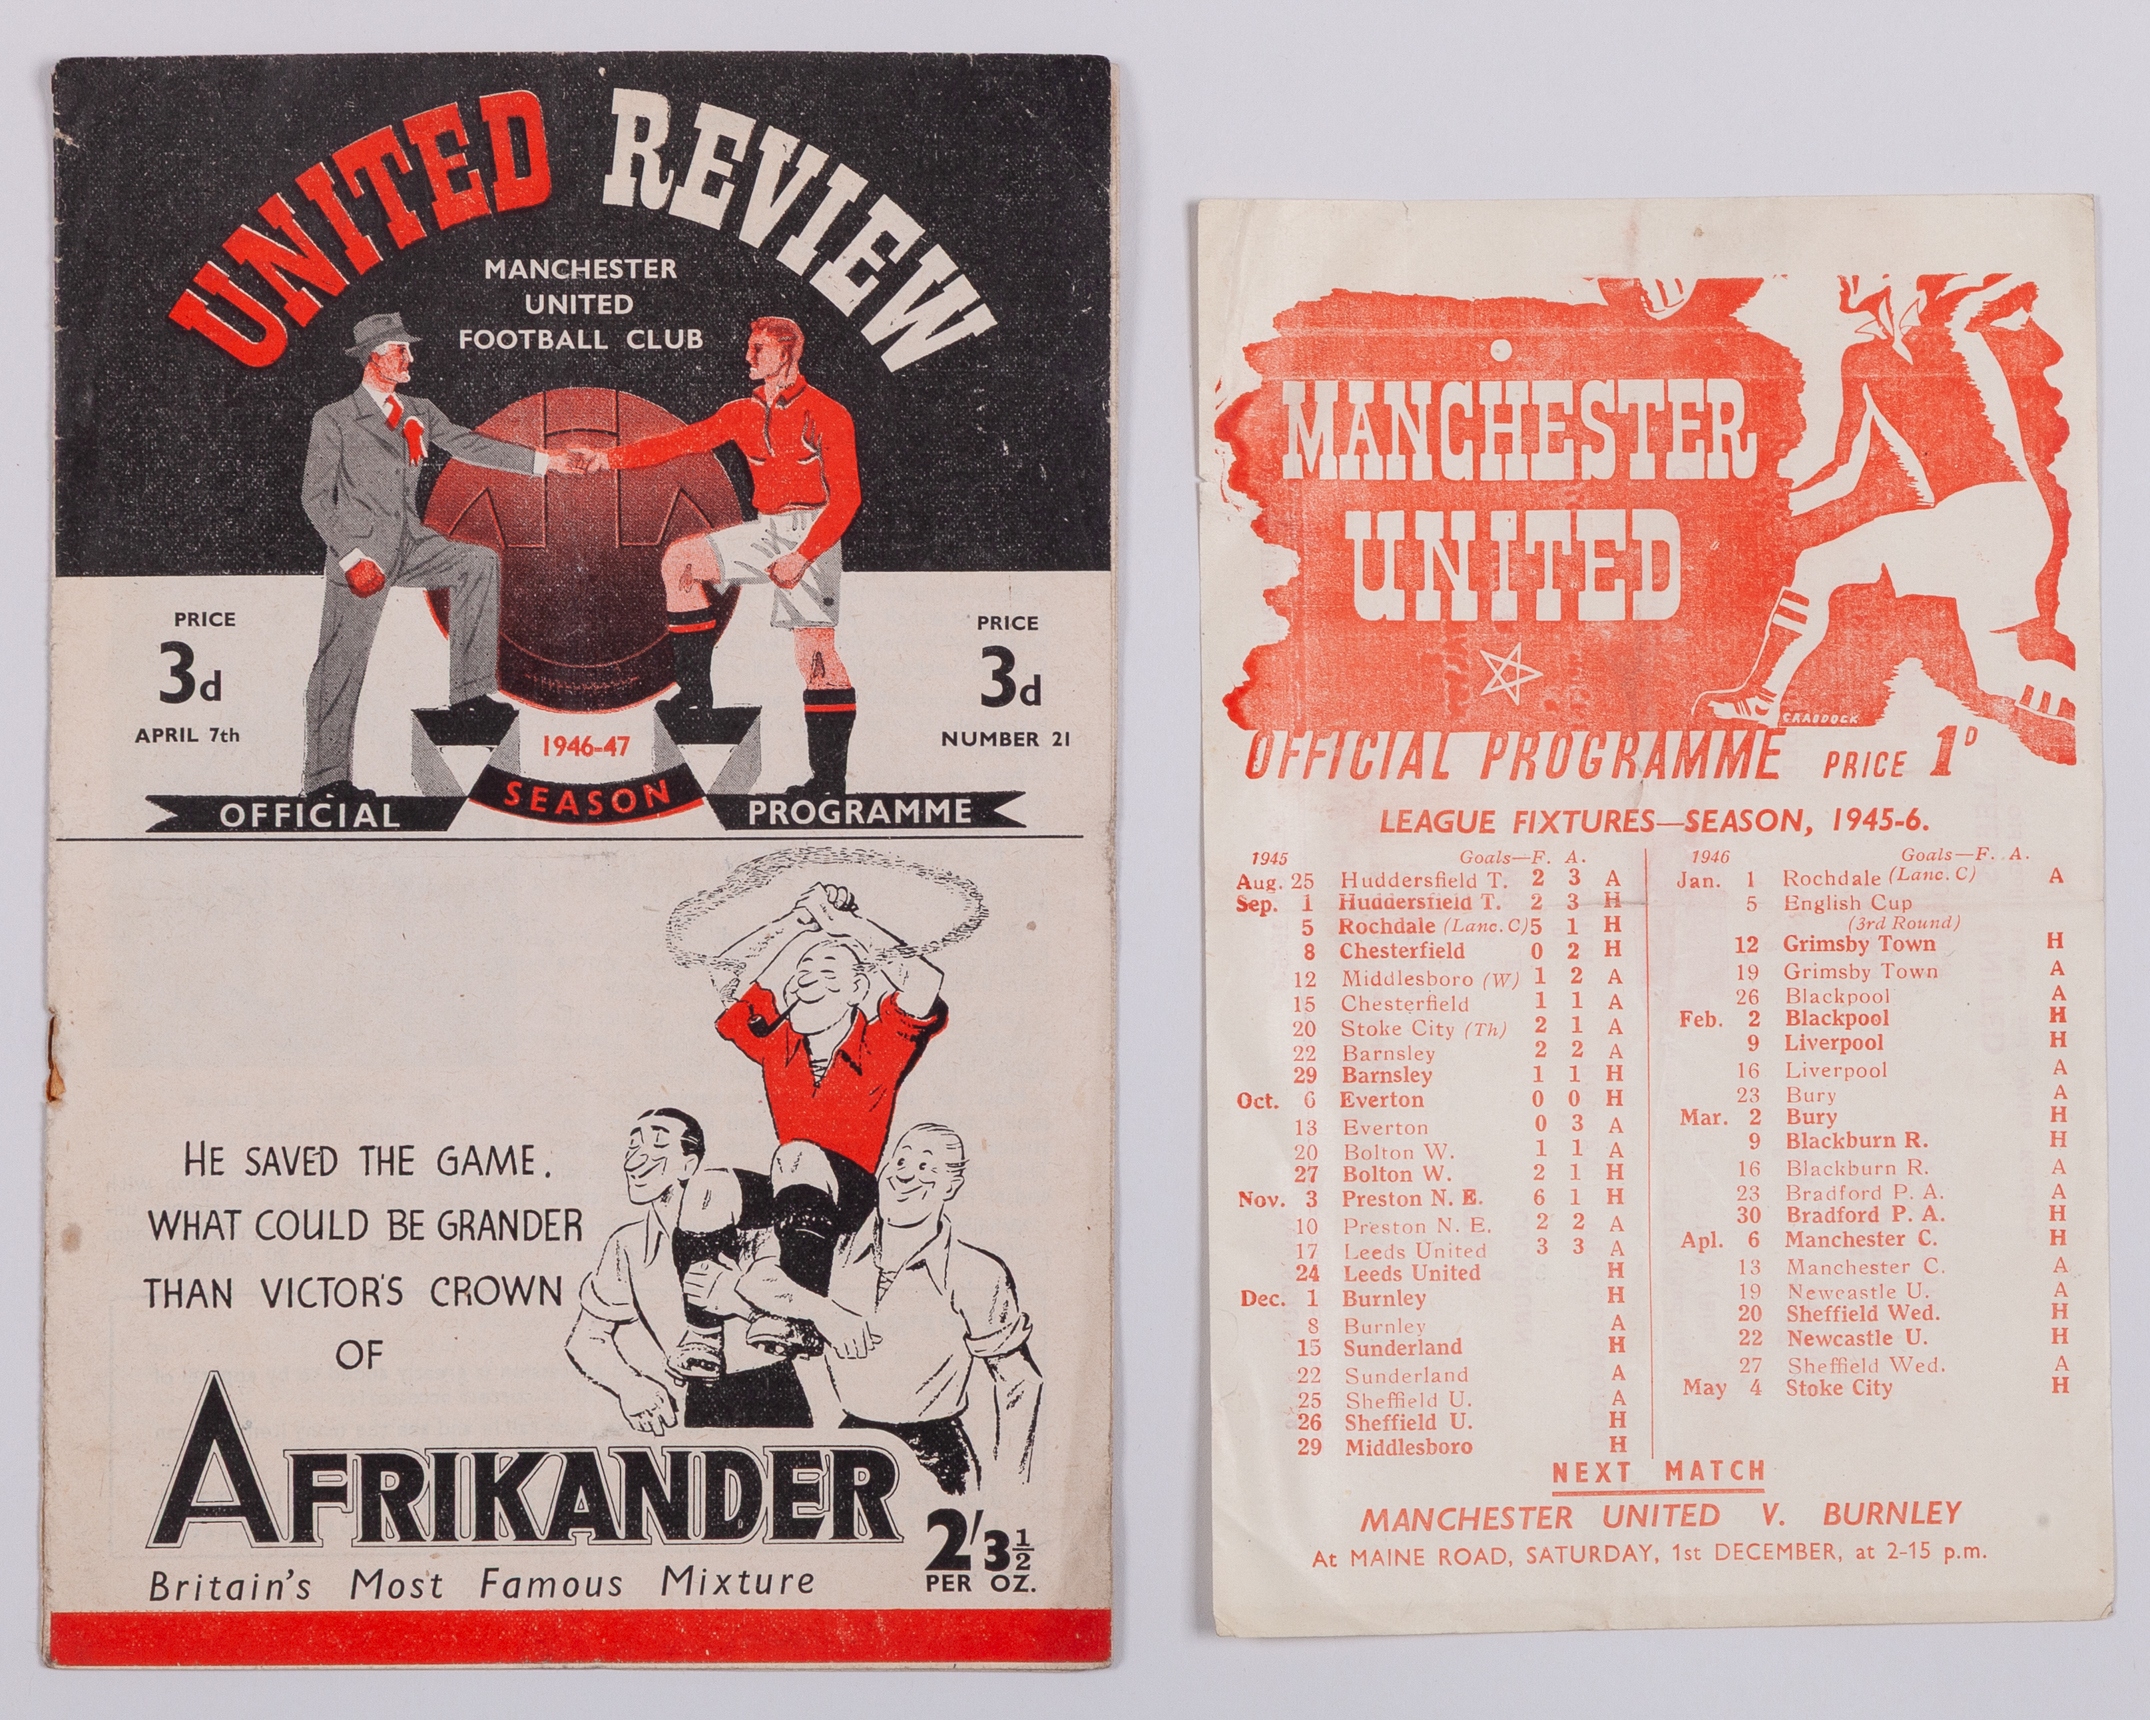 UNITED REVIEW
MANCHESTER
UNITED
FOOTBALL CLUB
PRICE
3d
APRIL 7th
PRICE
3d
NUMBER 21
1946-47
OFFICIAL SEASON PROGRAMME
HE SAVED THE GAME.
WHAT COULD BE GRANDER
THAN VICTOR'S CROWN
OF
AFRIKANDER
2/3½
PER OZ.
Britain's Most Famous Mixture
MANCHESTER
UNITED
CRADDOCK
OFFICIAL PROGRAMME PRICE 1D
LEAGUE FIXTURES—SEASON, 1945-6.
1945 Goals—F. A.
Aug. 25 Huddersfield T. 2 3 A
Sep. 1 Huddersfield T. 2 3 H
5 Rochdale (Lanc. C) 5 1 H
8 Chesterfield 0 2 H
12 Middlesboro (W) 1 2 A
15 Chesterfield 1 1 A
20 Stoke City (Th) 2 1 A
22 Barnsley 2 2 A
29 Barnsley 1 1 H
Oct. 6 Everton 0 0 H
13 Everton 0 3 A
20 Bolton W. 1 1 A
27 Bolton W. 2 1 H
Nov. 3 Preston N. E. 6 1 H
10 Preston N. E. 2 2 A
17 Leeds United 3 3 A
24 Leeds United H
Dec. 1 Burnley H
8 Burnley A
15 Sunderland H
22 Sunderland A
25 Sheffield U. A
26 Sheffield U. H
29 Middlesboro H
1946 Goals—F. A.
Jan. 1 Rochdale (Lanc. C) A
5 English Cup
(3rd Round)
12 Grimsby Town H
19 Grimsby Town A
26 Blackpool A
Feb. 2 Blackpool H
9 Liverpool H
16 Liverpool A
23 Bury A
Mar. 2 Bury H
9 Blackburn R. H
16 Blackburn R. A
23 Bradford P. A. A
30 Bradford P. A. H
Apl. 6 Manchester C. H
13 Manchester C. A
19 Newcastle U. A
20 Sheffield Wed. H
22 Newcastle U. H
27 Sheffield Wed. A
May 4 Stoke City H
NEXT MATCH
MANCHESTER UNITED V. BURNLEY
At MAINE ROAD, SATURDAY, 1st DECEMBER, at 2-15 p.m.